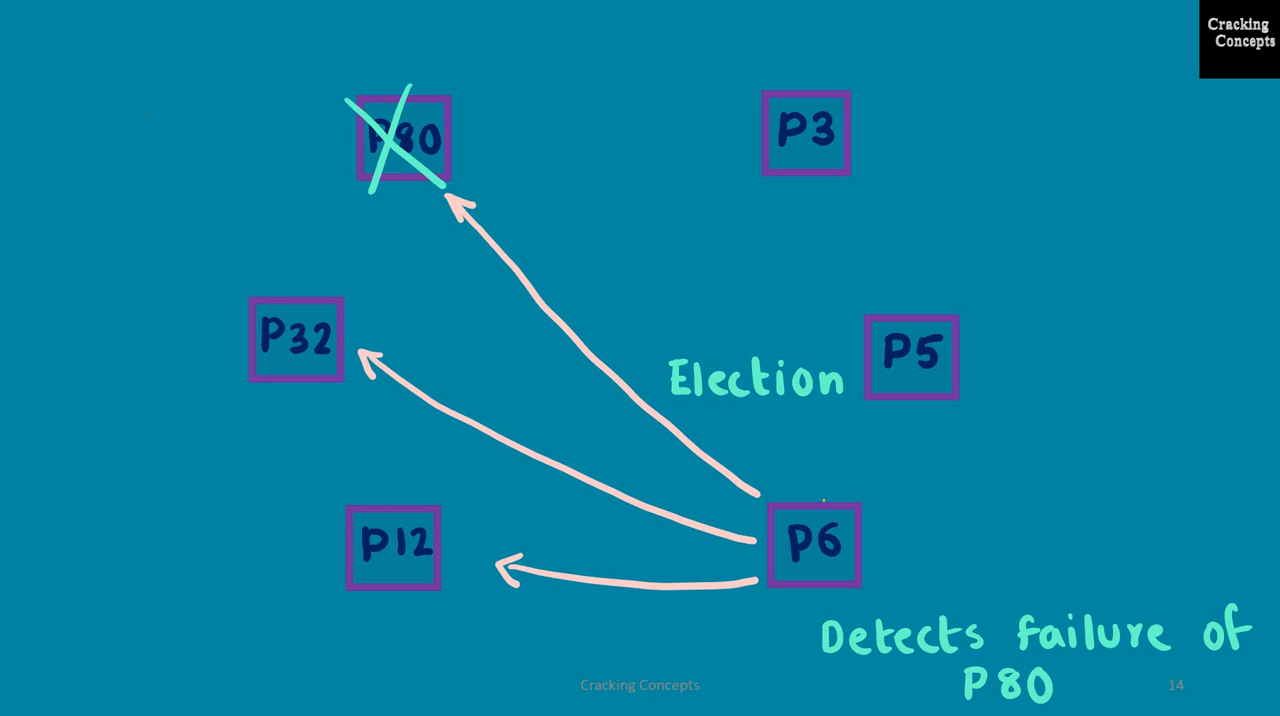 Cracking
Concepts
P80
P3
P32
Election
P5
P12
P6
Detects failure of
P80
Cracking Concepts
14